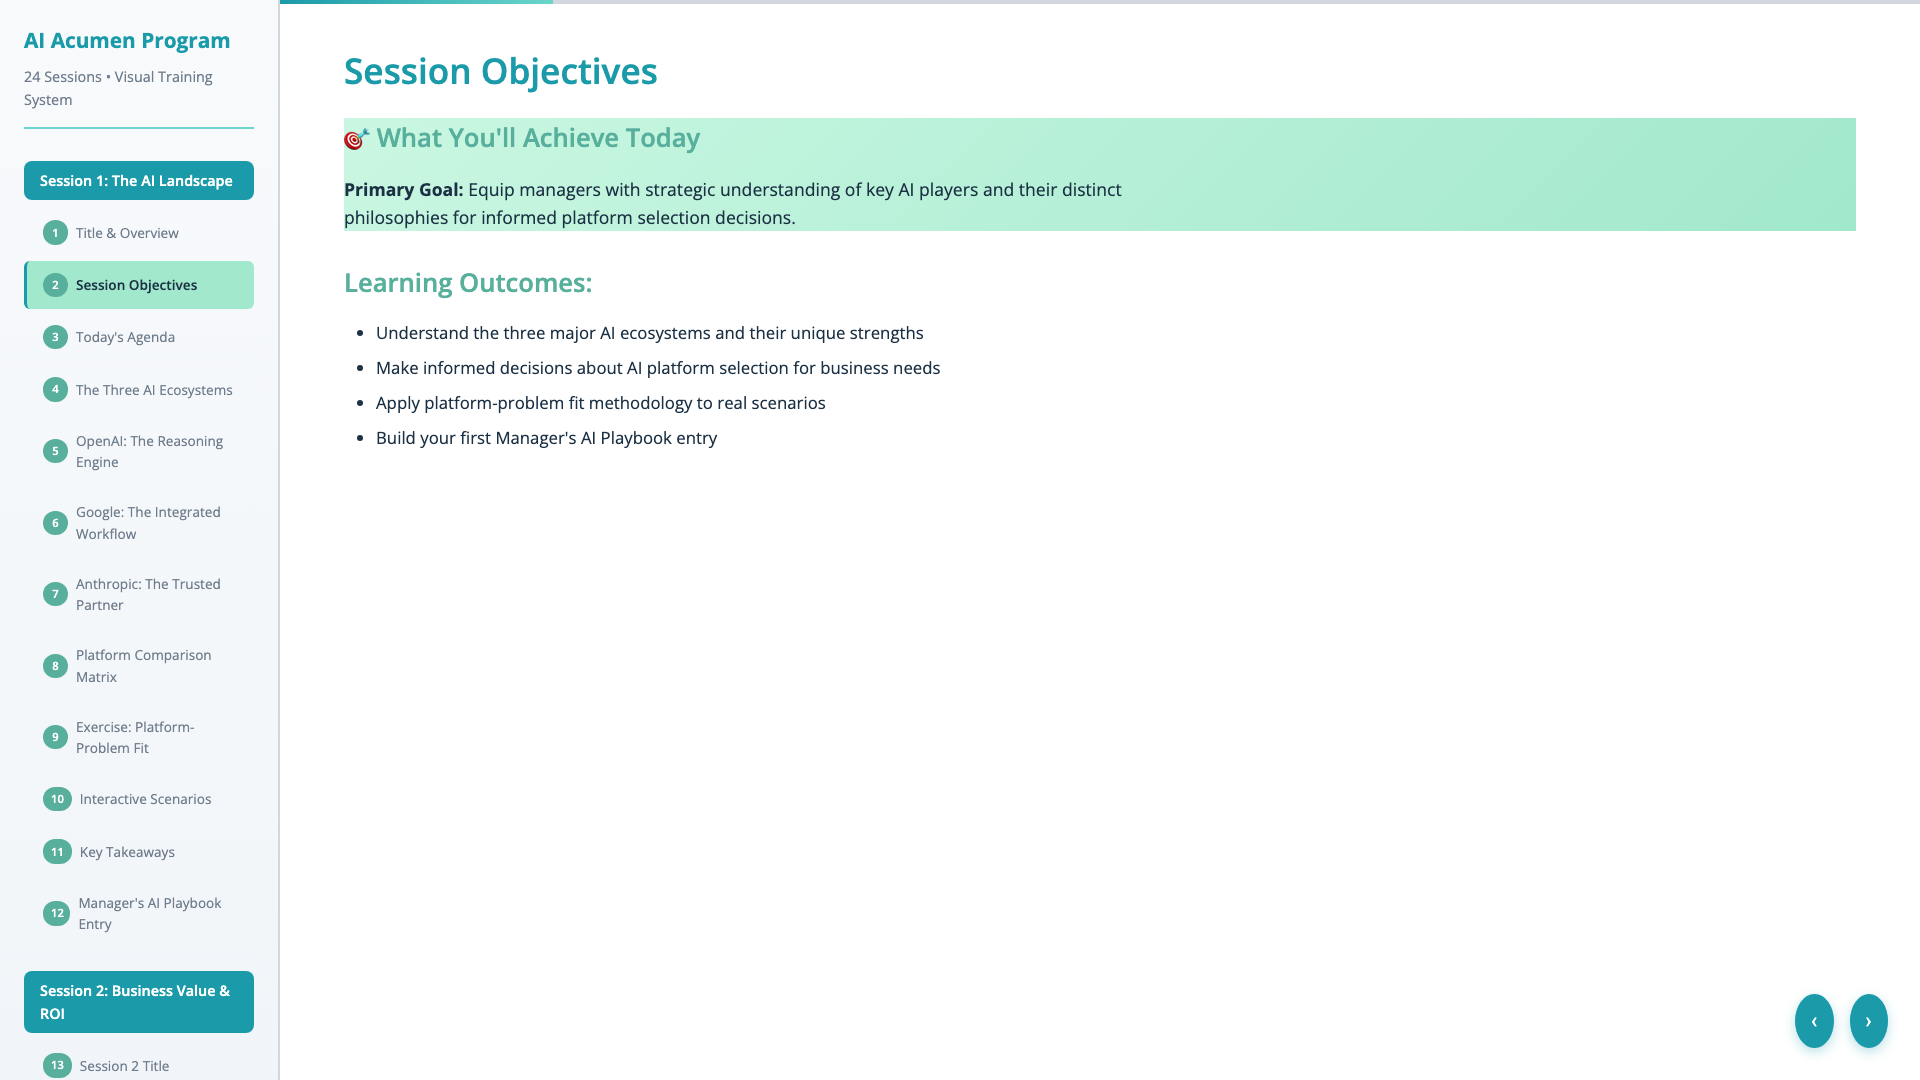 AI Acumen Program
24 Sessions • Visual Training
System
Session 1: The AI Landscape
1 Title & Overview
2 Session Objectives
3 Today's Agenda
4 The Three AI Ecosystems
5 OpenAI: The Reasoning
Engine
6 Google: The Integrated
Workflow
7 Anthropic: The Trusted
Partner
8 Platform Comparison
Matrix
9 Exercise: Platform-
Problem Fit
10 Interactive Scenarios
11 Key Takeaways
12 Manager's AI Playbook
Entry
Session 2: Business Value &
ROI
13 Session 2 Title
Session Objectives
🎯 What You'll Achieve Today
Primary Goal: Equip managers with strategic understanding of key AI players and their distinct
philosophies for informed platform selection decisions.
Learning Outcomes:
• Understand the three major AI ecosystems and their unique strengths
• Make informed decisions about AI platform selection for business needs
• Apply platform-problem fit methodology to real scenarios
• Build your first Manager's AI Playbook entry
‹ ›